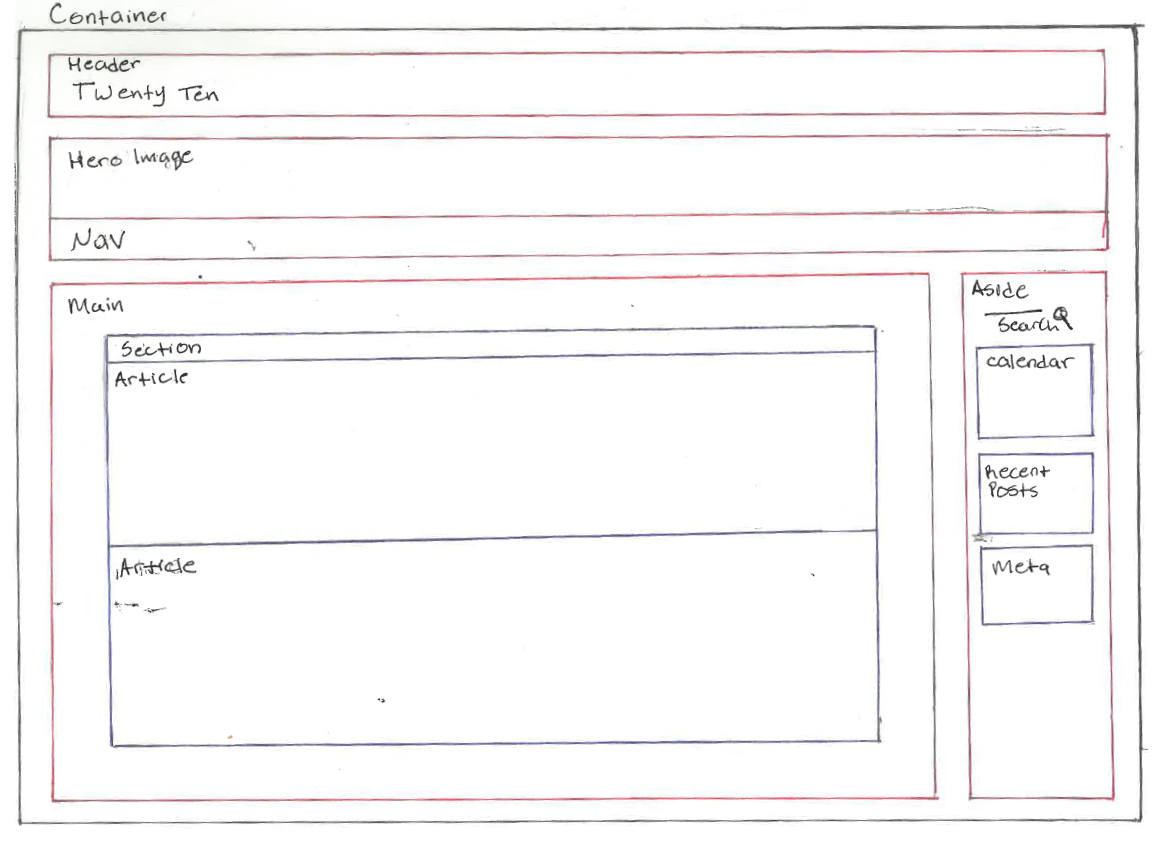 Container
Header
Twenty Ten
Hero Image
Nav
Main
Section
Article
Article
Aside
Search
Calendar
Recent
Posts
Meta